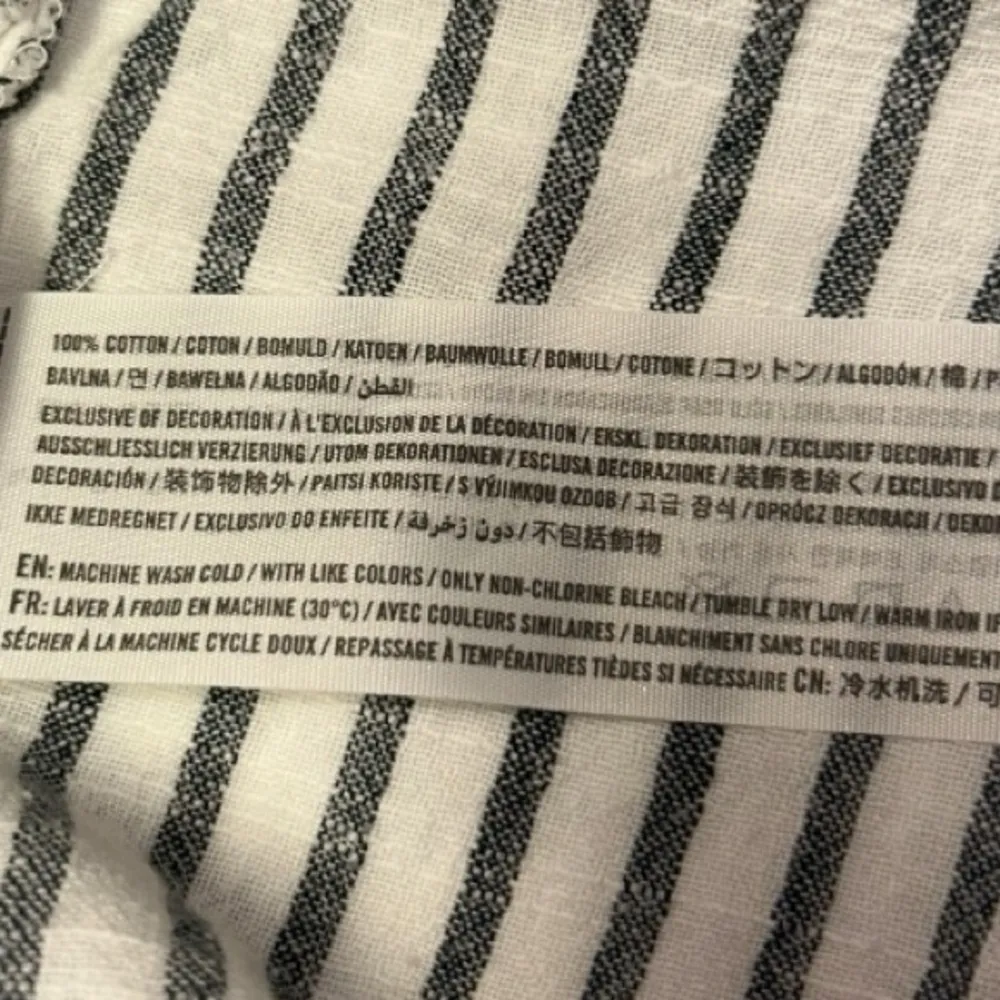 100% COTTON / COTON / BOMULD / KATOEN / BAUMWOLLE / BOMULL / COTONE / コットン / ALGODÓN / 棉 / P
BAVLNA / 면 / BAWEŁNA / ALGODÃO / القطن
EXCLUSIVE OF DECORATION / À L'EXCLUSION DE LA DÉCORATION / EKSKL. DEKORATION / EXCLUSIEF DECORATIE /
AUSSCHLIESSLICH VERZIERUNG / UTOM DEKORATIONEN / ESCLUSA DECORAZIONE / 装飾を除く / EXCLUSIVO
DECORACIÓN / 装饰物除外 / PAITSI KORISTE / S VÝJIMKOU OZDOB / 고급 장식 / OPRÓCZ DEKORACJI / DEKO
IKKE MEDREGNET / EXCLUSIVO DO ENFEITE / دون زخرفة / 不包括飾物
EN: MACHINE WASH COLD / WITH LIKE COLORS / ONLY NON-CHLORINE BLEACH / TUMBLE DRY LOW / WARM IRON
FR: LAVER À FROID EN MACHINE (30°C) / AVEC COULEURS SIMILAIRES / BLANCHIMENT SANS CHLORE UNIQUEMENT
SÉCHER À LA MACHINE CYCLE DOUX / REPASSAGE À TEMPÉRATURES TIÈDES SI NÉCESSAIRE CN: 冷水机洗 / 可